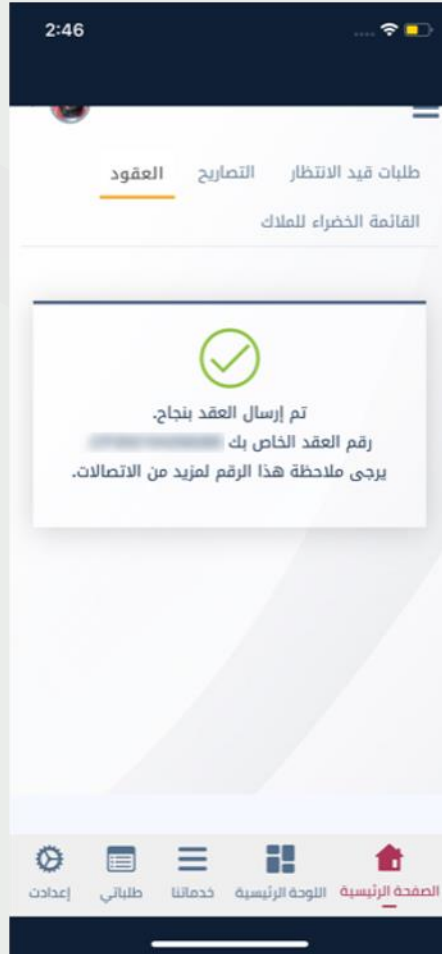 2:46
طلبات قيد الانتظار
التصاريح
العقود
القائمة الخضراء للملاك
تم إرسال العقد بنجاح.
رقم العقد الخاص بك
يرجى ملاحظة هذا الرقم لمزيد من الاتصالات.
الصفحة الرئيسية
اللوحة الرئيسية
خدماتنا
طلباتي
إعدادت